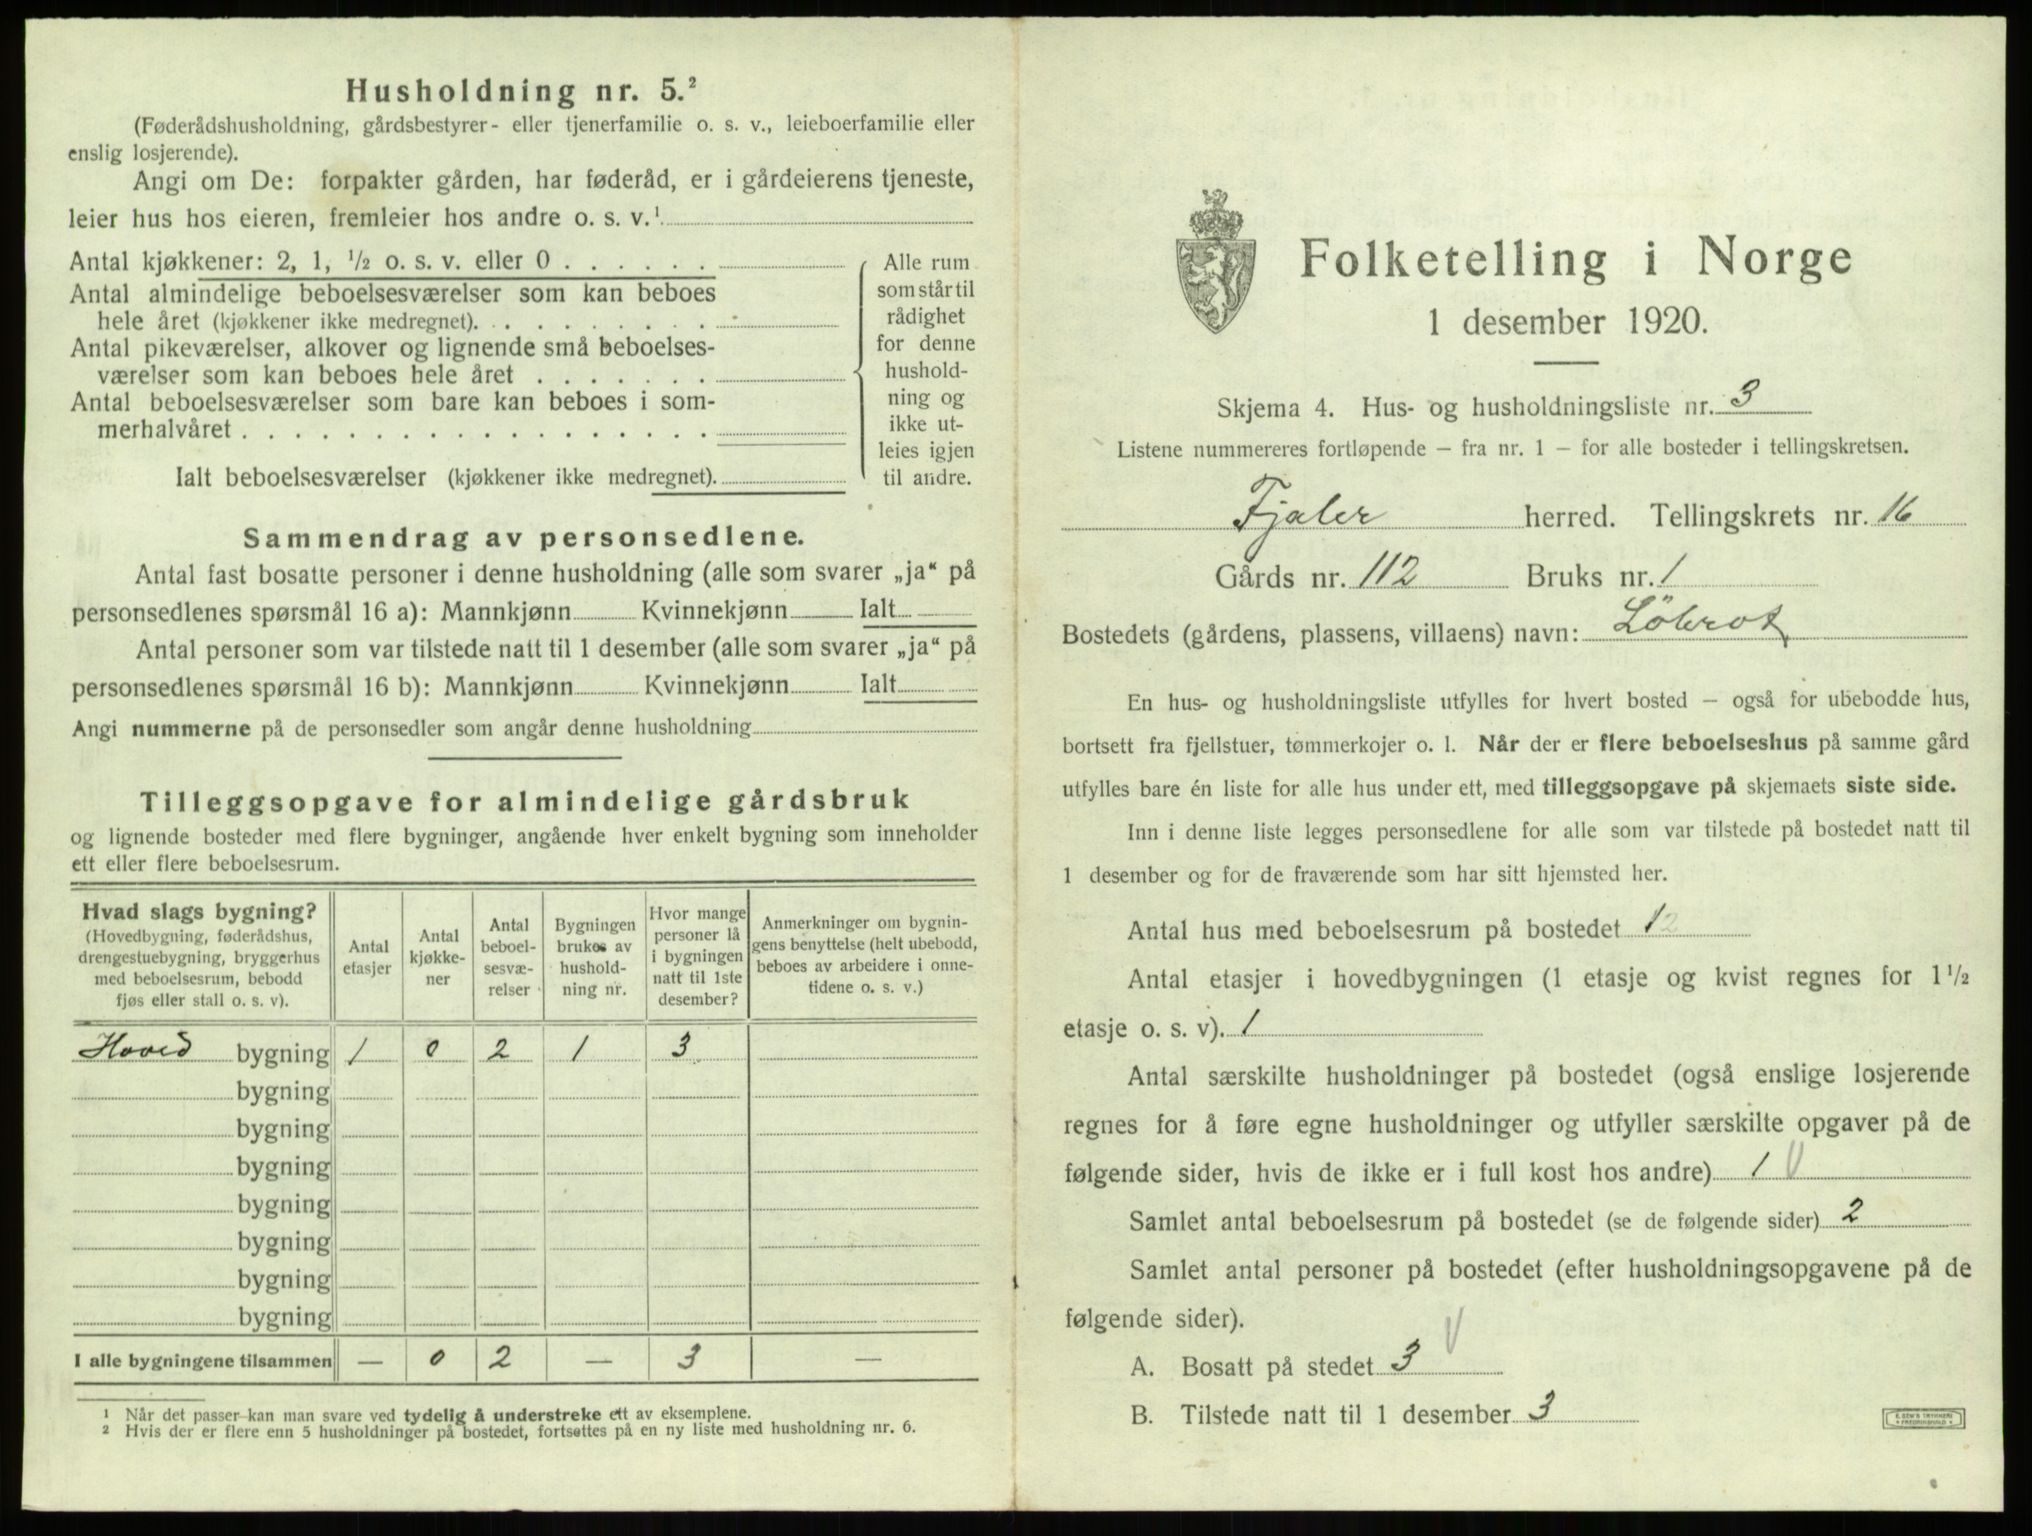 Husholdning nr. 5.²
(Føderådshusholdning, gårdsbestyrer- eller tjenerfamilie o. s. v., leieboerfamilie eller
enslig losjerende).
Angi om De: forpakter gården, har føderåd, er i gårdeierens tjeneste,
leier hus hos eieren, fremleier hos andre o. s. v.¹
Antal kjøkkener: 2, 1, ½ o. s. v. eller 0
Antal almindelige beboelsesværelser som kan beboes
hele året (kjøkkener ikke medregnet).
Antal pikeværelser, alkover og lignende små beboelses-
værelser som kan beboes hele året
Antal beboelsesværelser som bare kan beboes i som-
merhalvåret
Ialt beboelsesværelser (kjøkkener ikke medregnet).
Alle rum
som står til
rådighet
for denne
hushold-
ning og
ikke ut-
leies igjen
til andre.
Sammendrag av personsedlene.
Antal fast bosatte personer i denne husholdning (alle som svarer „ja“ på
personsedlenes spørsmål 16 a): Mannkjønn Kvinnekjønn Ialt
Antal personer som var tilstede natt til 1 desember (alle som svarer „ja“ på
personsedlenes spørsmål 16 b): Mannkjønn Kvinnekjønn Ialt
Angi nummerne på de personsedler som angår denne husholdning
Tilleggsopgave for almindelige gårdsbruk
og lignende bosteder med flere bygninger, angående hver enkelt bygning som inneholder
ett eller flere beboelsesrum.
Hvad slags bygning?
(Hovedbygning, føderådshus,
drengestuebygning, bryggerhus
med beboelsesrum, bebodd
fjøs eller stall o. s. v).
Antal
etasjer
Antal
kjøkke-
ner
Antal
beboel-
sesvæ-
relser
Bygningen
brukes av
hushold-
ning nr.
Hvor mange
personer lå
i bygningen
natt til 1ste
desember?
Anmerkninger om bygnin-
gens benyttelse (helt ubebodd,
beboes av arbeidere i onne-
tidene o. s. v.)
Hoved bygning 1 0 2 1 3
bygning
bygning
bygning
bygning
bygning
bygning
bygning
I alle bygningene tilsammen — 0 2 — 3 —
¹ Når det passer kan man svare ved tydelig å understreke ett av eksemplene.
² Hvis der er flere enn 5 husholdninger på bostedet, fortsettes på en ny liste med husholdning nr. 6.
Folketelling i Norge
1 desember 1920.
Skjema 4. Hus- og husholdningsliste nr. 3
Listene nummereres fortløpende – fra nr. 1 – for alle bosteder i tellingskretsen.
Fjaler herred. Tellingskrets nr. 16
Gårds nr. 112 Bruks nr. 1
Bostedets (gårdens, plassens, villaens) navn: Löbrot
En hus- og husholdningsliste utfylles for hvert bosted – også for ubebodde hus,
bortsett fra fjellstuer, tømmerkojer o. l. Når der er flere beboelseshus på samme gård
utfylles bare én liste for alle hus under ett, med tilleggsopgave på skjemaets siste side.
Inn i denne liste legges personsedlene for alle som var tilstede på bostedet natt til
1 desember og for de fraværende som har sitt hjemsted her.
Antal hus med beboelsesrum på bostedet 12
Antal etasjer i hovedbygningen (1 etasje og kvist regnes for 1½
etasje o. s. v). 1
Antal særskilte husholdninger på bostedet (også enslige losjerende
regnes for å føre egne husholdninger og utfyller særskilte opgaver på de
følgende sider, hvis de ikke er i full kost hos andre) 1
Samlet antal beboelsesrum på bostedet (se de følgende sider) 2
Samlet antal personer på bostedet (efter husholdningsopgavene på de
følgende sider).
A. Bosatt på stedet 3
B. Tilstede natt til 1 desember 3